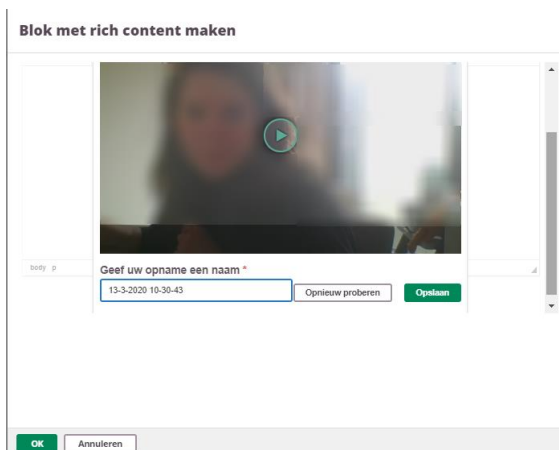 Blok met rich content maken
body p
Geef uw opname een naam *
13-3-2020 10-30-43
Opnieuw proberen
Opslaan
OK
Annuleren